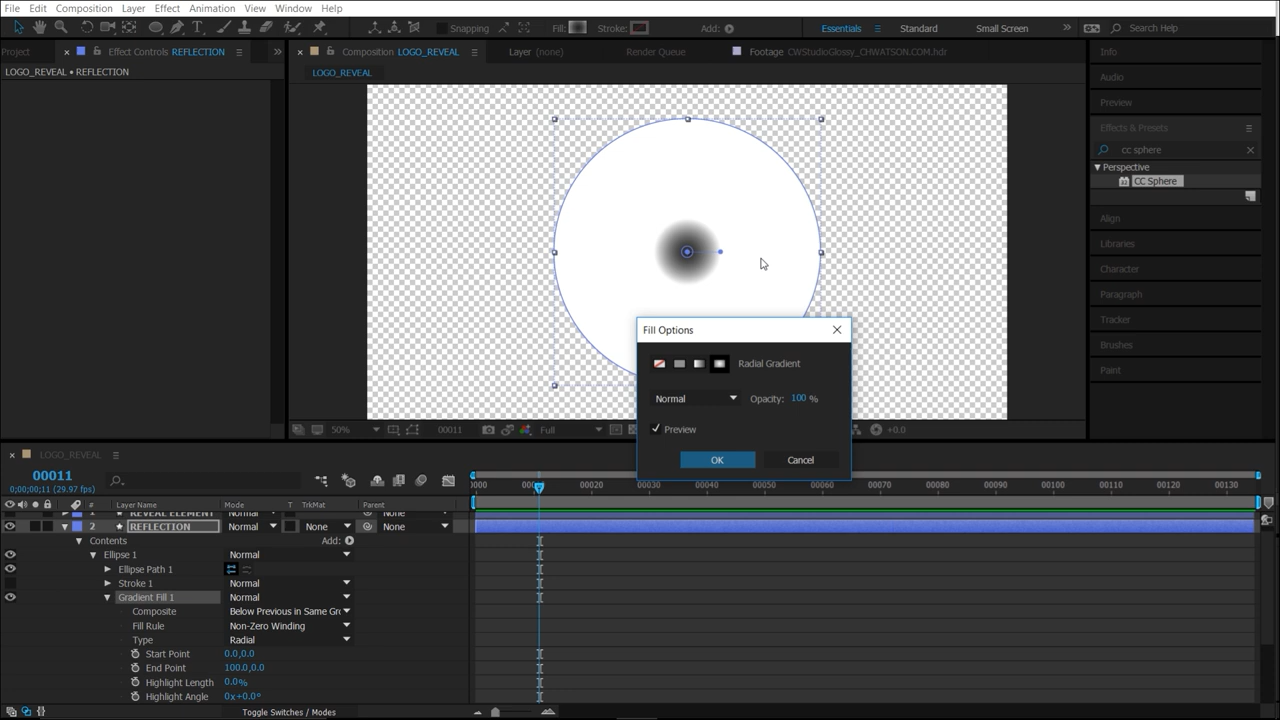 File Edit Composition Layer Effect Animation View Window Help
Snapping Fill: Stroke: Add: Essentials Standard Small Screen Search Help
Project Effect Controls REFLECTION Composition LOGO_REVEAL Layer (none) Render Queue Footage CWStudioGlossy_CHWATSON.COM.hdr Info
LOGO_REVEAL • REFLECTION LOGO_REVEAL
Audio
Preview
Effects & Presets
cc sphere
Perspective
32 CC Sphere
Align
Libraries
Character
Paragraph
Tracker
Brushes
Paint
Fill Options
Radial Gradient
Normal Opacity: 100 %
Preview
OK Cancel
50% 00011 Full +0.0
LOGO_REVEAL
00011
0;00;00;11 (29.97 fps)
00020 00030 00040 00050 00060 00070 00080 00090 00100 00110 00120 00130
# Layer Name Mode T TrkMat Parent
REVEAL ELEMENT
2 REFLECTION Normal None None
Contents Add:
Ellipse 1 Normal
Ellipse Path 1
Stroke 1 Normal
Gradient Fill 1 Normal
Composite Below Previous in Same Gr
Fill Rule Non-Zero Winding
Type Radial
Start Point 0.0,0.0
End Point 100.0,0.0
Highlight Length 0.0%
Highlight Angle 0x+0.0°
Toggle Switches / Modes